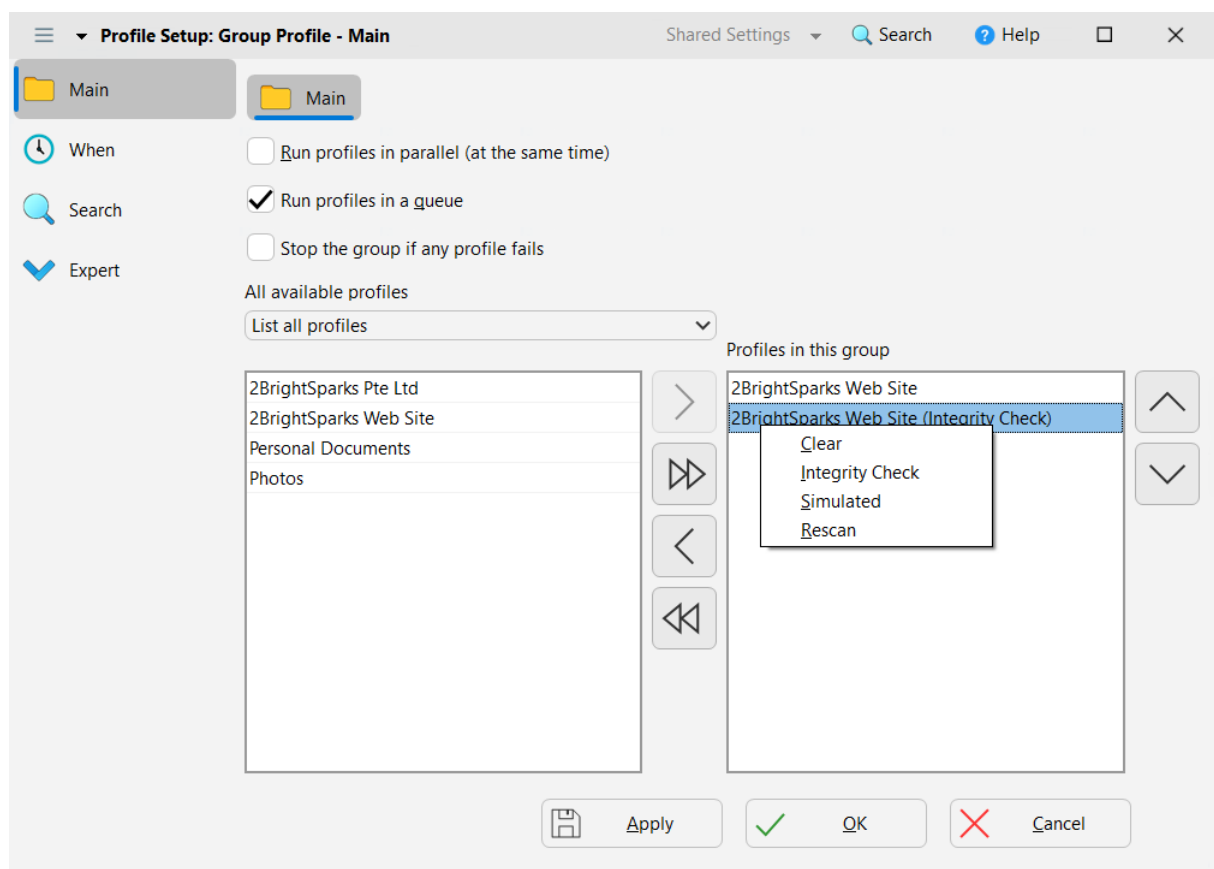 Profile Setup: Group Profile - Main
Shared Settings
Search
Help
Main
When
Search
Expert
Main
Run profiles in parallel (at the same time)
Run profiles in a queue
Stop the group if any profile fails
All available profiles
List all profiles
2BrightSparks Pte Ltd
2BrightSparks Web Site
Personal Documents
Photos
Profiles in this group
2BrightSparks Web Site
2BrightSparks Web Site (Integrity Check)
Clear
Integrity Check
Simulated
Rescan
Apply
OK
Cancel